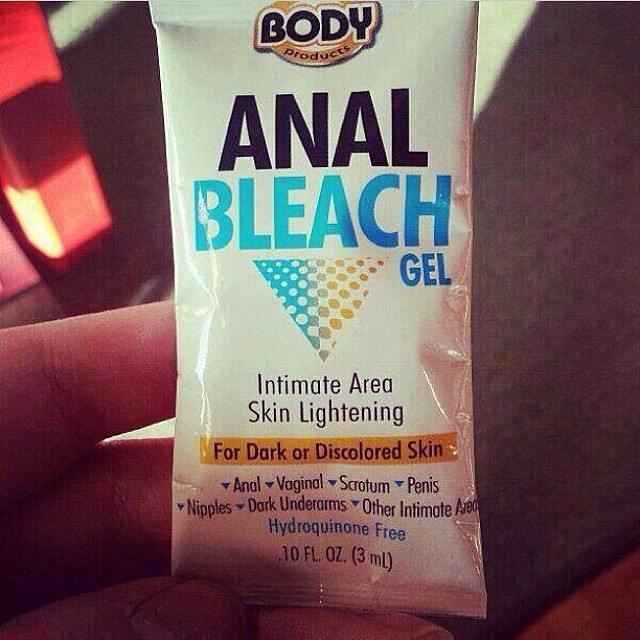 BODY
products
ANAL
BLEACH
GEL
Intimate Area
Skin Lightening
For Dark or Discolored Skin
▾Anal ▾Vaginal ▾Scrotum ▾Penis
▾Nipples ▾Dark Underarms ▾Other Intimate Area
Hydroquinone Free
.10 FL. OZ. (3 mL)